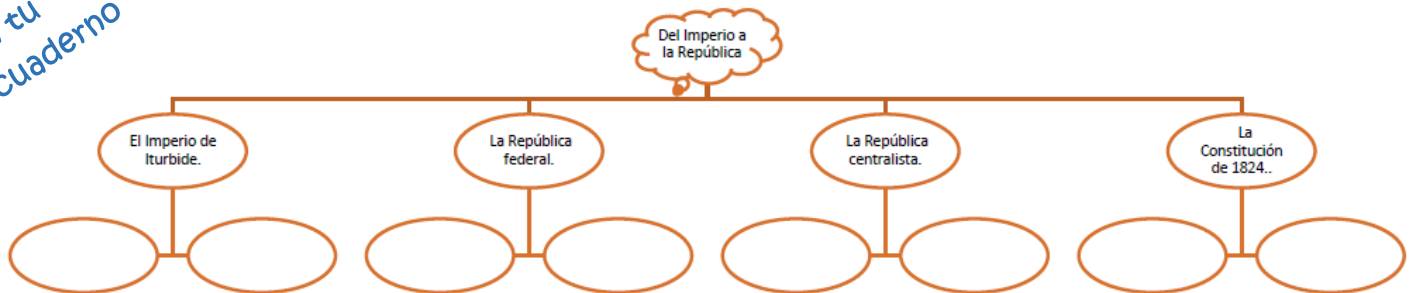 tu
cuaderno
Del Imperio a
la República
El Imperio de
Iturbide.
La República
federal.
La República
centralista.
La
Constitución
de 1824..